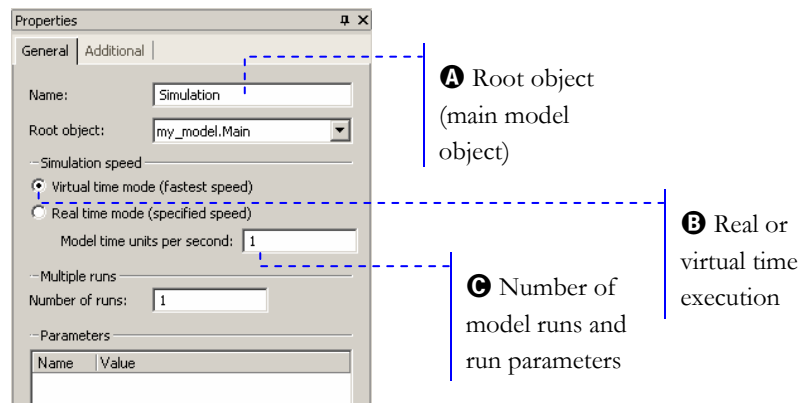 Properties
General Additional
Name: Simulation
Root object: my_model.Main
Simulation speed
Virtual time mode (fastest speed)
Real time mode (specified speed)
Model time units per second: 1
Multiple runs
Number of runs: 1
Parameters
Name Value
A Root object
(main model
object)
B Real or
virtual time
execution
C Number of
model runs and
run parameters